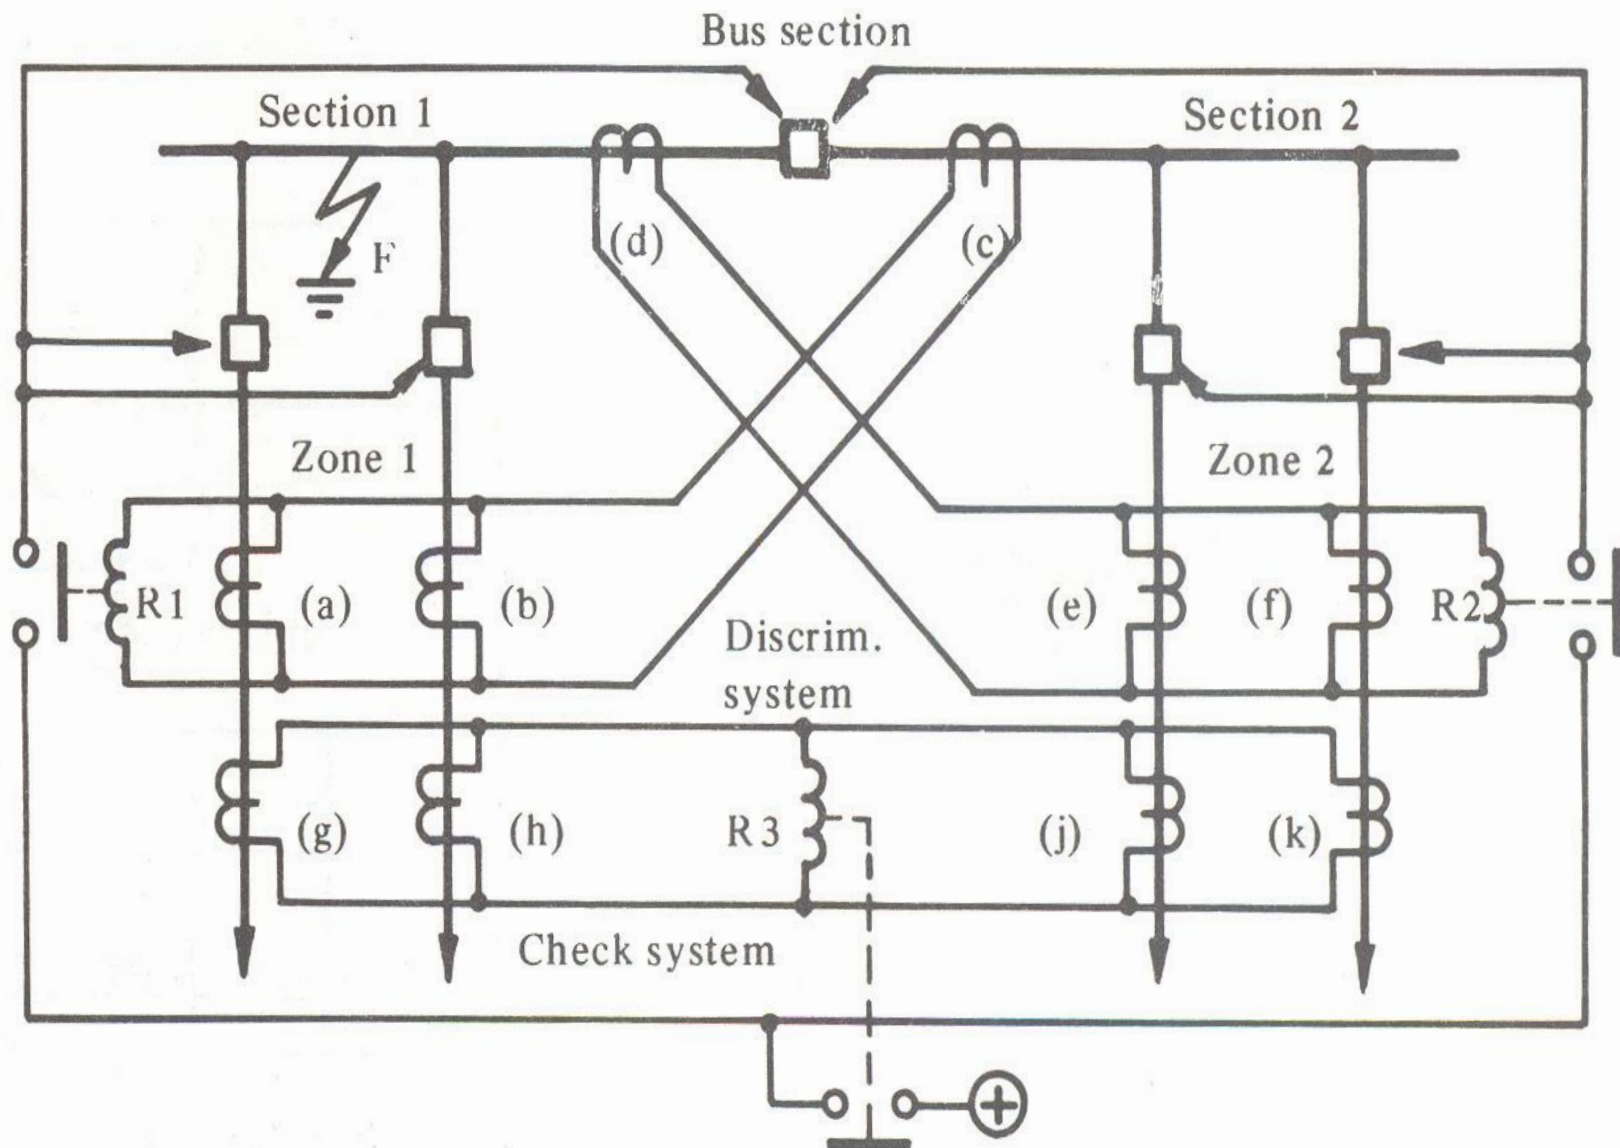 Bus section
Section 1
Section 2
(d)
(c)
F
Zone 1
Zone 2
R1
(a)
(b)
(e)
(f)
R2
Discrim.
system
(g)
(h)
R3
(j)
(k)
Check system
+